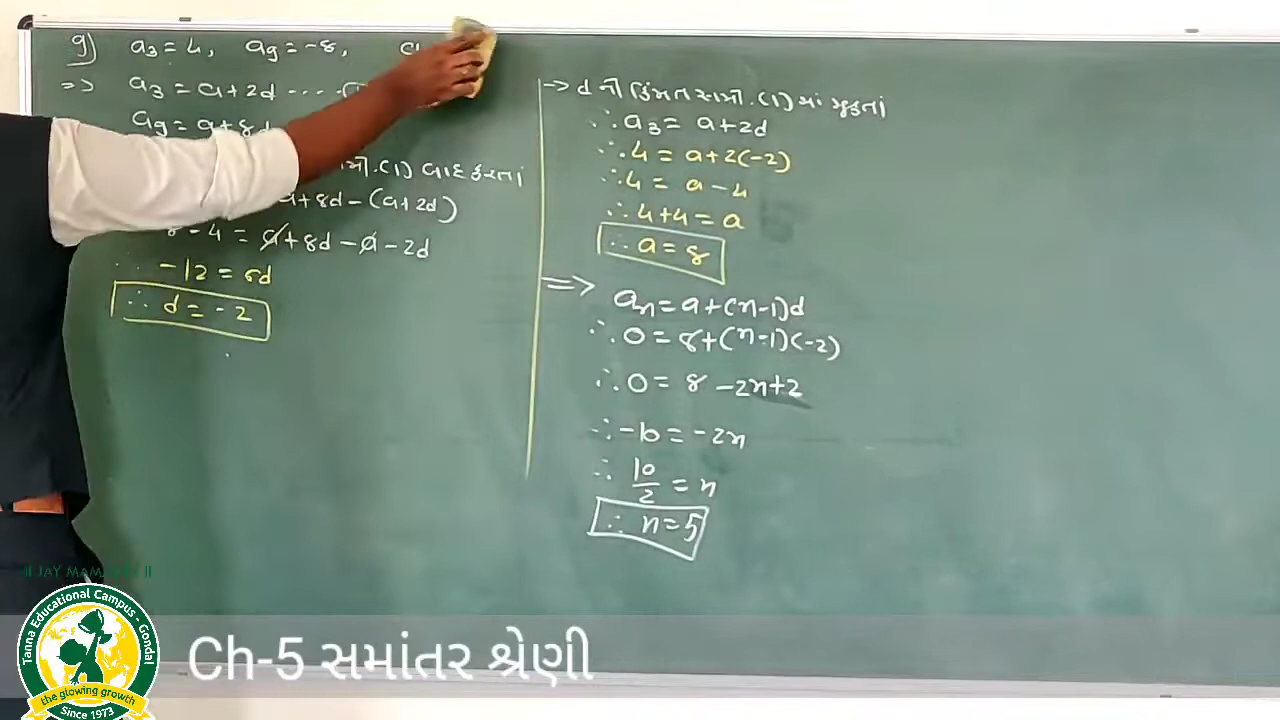 9) a₃ = 4, a₉ = -8,
=> a₃ = a + 2d ....
a₉ = a + 8d
.(1) બાદ કરતાં
a + 8d - (a + 2d)
- 4 = a + 8d - a - 2d
-12 = 6d
∴ d = -2
-> d ની કિંમત સમી.(1) માં મૂકતાં
∴ a₃ = a + 2d
∴ 4 = a + 2(-2)
∴ 4 = a - 4
∴ 4 + 4 = a
∴ a = 8
=> aₙ = a + (n-1)d
∴ 0 = 8 + (n-1)(-2)
∴ 0 = 8 - 2n + 2
∴ -10 = -2n
∴ 10/2 = n
∴ n = 5
|| JAY MAMA
Tanna Educational Campus - Gondal
the glowing growth
Since 1973
Ch-5 સમાંતર શ્રેણી